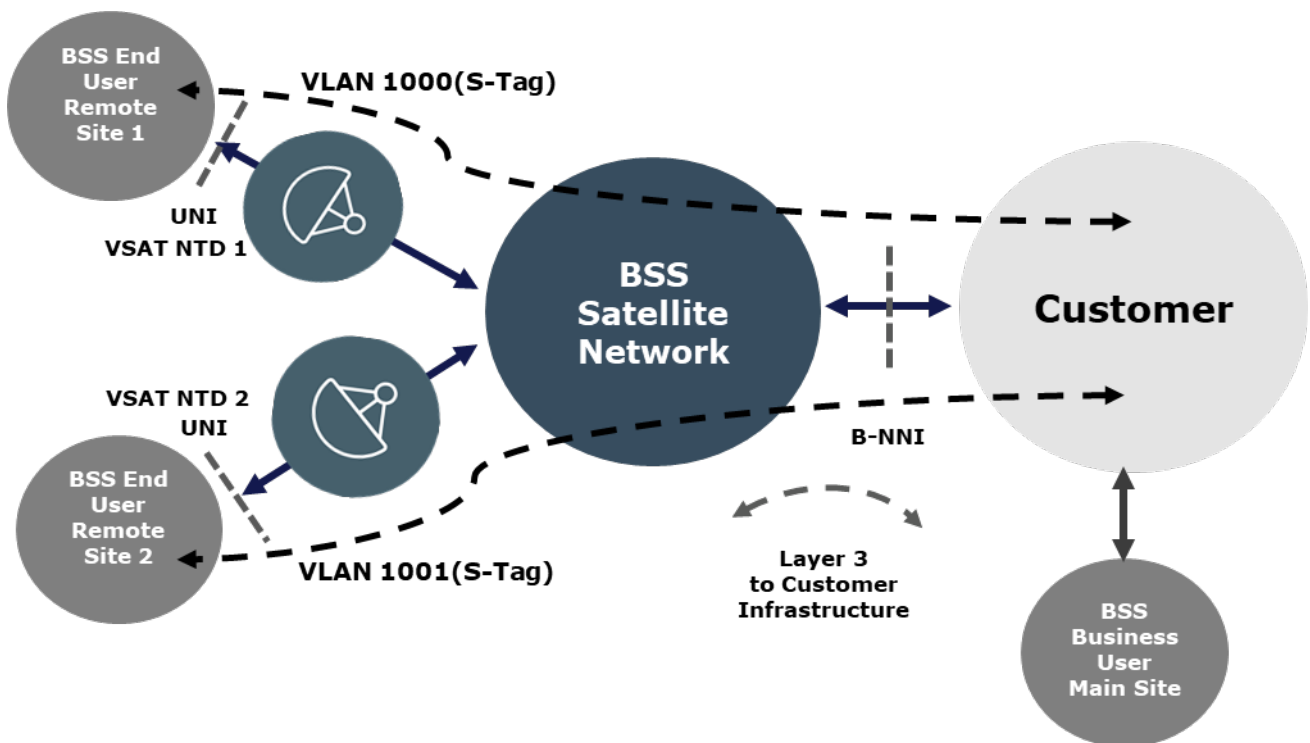 BSS End
User
Remote
Site 1
VLAN 1000(S-Tag)
UNI
VSAT NTD 1
BSS
Satellite
Network
Customer
VSAT NTD 2
UNI
B-NNI
BSS End
User
Remote
Site 2
VLAN 1001(S-Tag)
Layer 3
to Customer
Infrastructure
BSS
Business
User
Main Site